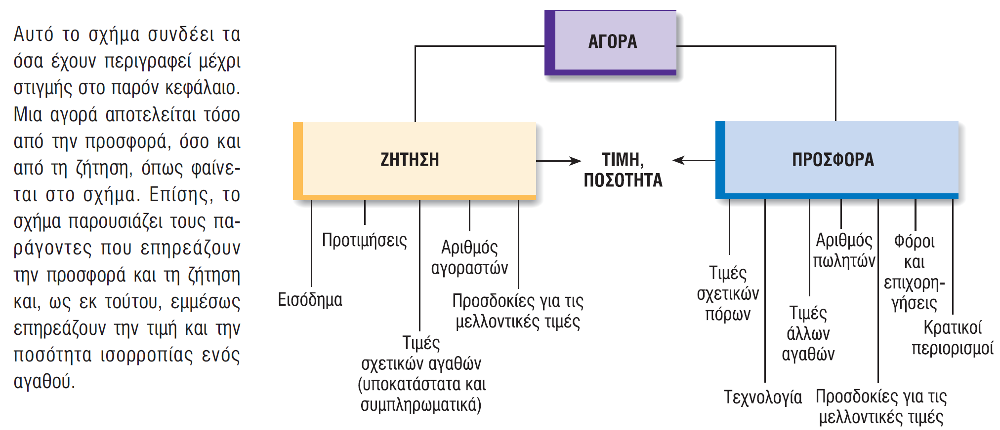 Αυτό το σχήμα συνδέει τα
όσα έχουν περιγραφεί μέχρι
στιγμής στο παρόν κεφάλαιο.
Μια αγορά αποτελείται τόσο
από την προσφορά, όσο και
από τη ζήτηση, όπως φαίνε-
ται στο σχήμα. Επίσης, το
σχήμα παρουσιάζει τους πα-
ράγοντες που επηρεάζουν
την προσφορά και τη ζήτηση
και, ως εκ τούτου, εμμέσως
επηρεάζουν την τιμή και την
ποσότητα ισορροπίας ενός
αγαθού.
ΑΓΟΡΑ
ΖΗΤΗΣΗ
ΤΙΜΗ,
ΠΟΣΟΤΗΤΑ
ΠΡΟΣΦΟΡΑ
Εισόδημα
Προτιμήσεις
Τιμές
σχετικών αγαθών
(υποκατάστατα και
συμπληρωματικά)
Αριθμός
αγοραστών
Προσδοκίες για τις
μελλοντικές τιμές
Τιμές
σχετικών
πόρων
Τεχνολογία
Τιμές
άλλων
αγαθών
Αριθμός
πωλητών
Προσδοκίες για τις
μελλοντικές τιμές
Φόροι
και
επιχορη-
γήσεις
Κρατικοί
περιορισμοί